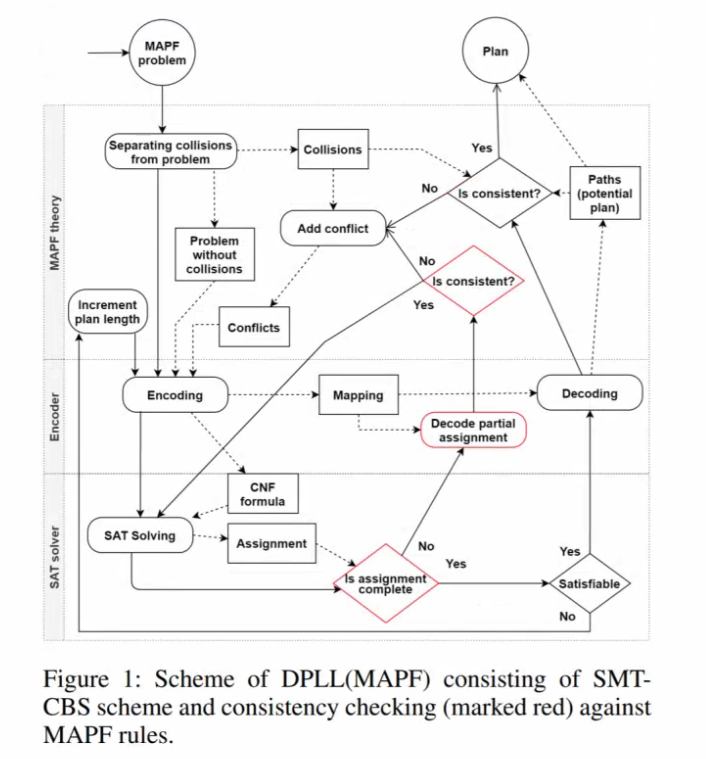 MAPF
problem
Plan
MAPF theory
Separating collisions
from problem
Collisions
Yes
Is consistent?
No
Paths
(potential
plan)
Add conflict
Problem
without
collisions
No
Is consistent?
Yes
Increment
plan length
Conflicts
Encoder
Encoding
Mapping
Decoding
Decode partial
assignment
SAT solver
CNF
formula
SAT Solving
Assignment
No
Yes
Is assignment
complete
Yes
Satisfiable
No
Figure 1: Scheme of DPLL(MAPF) consisting of SMT-
CBS scheme and consistency checking (marked red) against
MAPF rules.